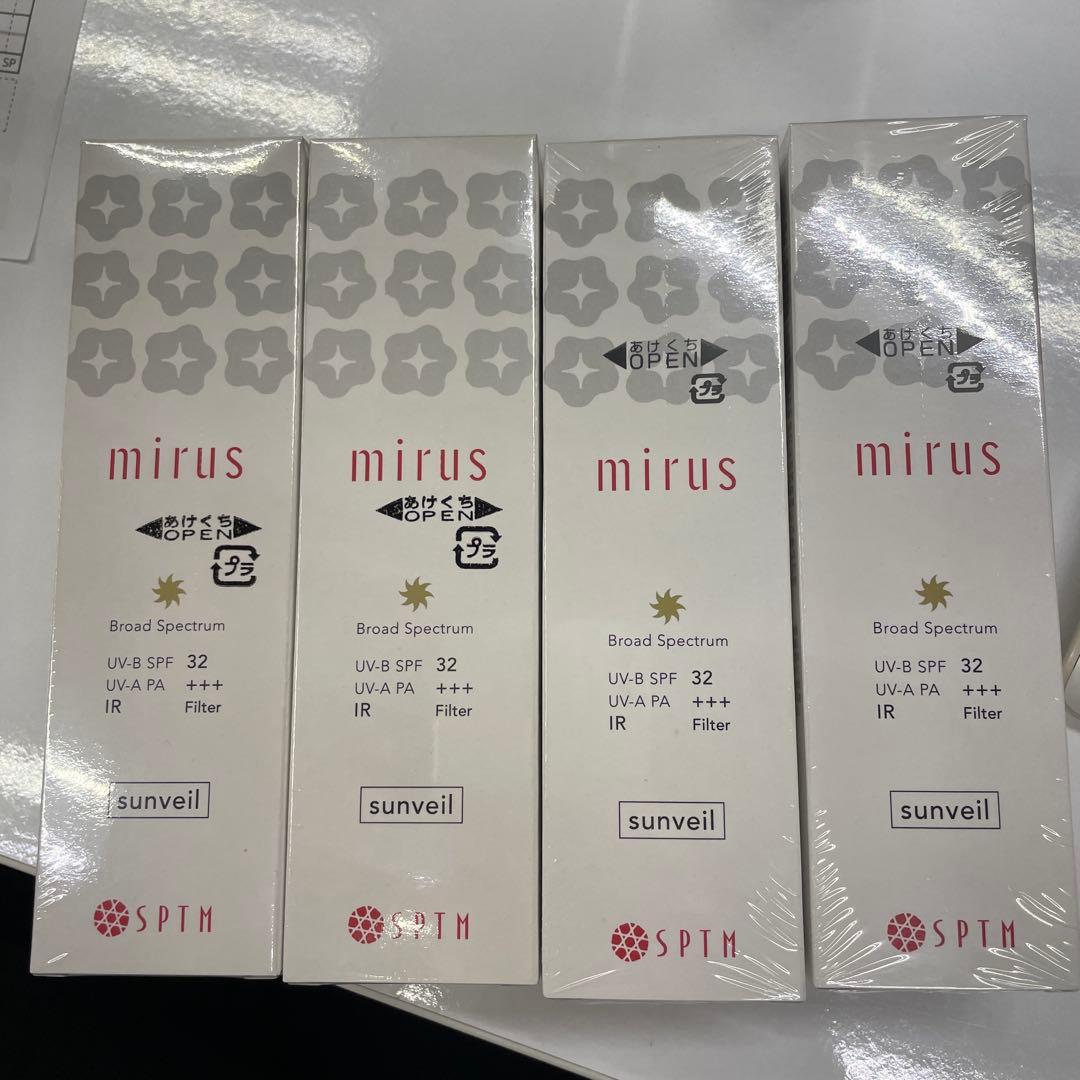 SP
mirus
あけくち
OPEN
プラ
Broad Spectrum
UV-B SPF 32
UV-A PA +++
IR Filter
sunveil
SPTM
mirus
あけくち
OPEN
プラ
Broad Spectrum
UV-B SPF 32
UV-A PA +++
IR Filter
sunveil
SPTM
あけくち
OPEN
プラ
mirus
Broad Spectrum
UV-B SPF 32
UV-A PA +++
IR Filter
sunveil
SPTM
あけくち
OPEN
プラ
mirus
Broad Spectrum
UV-B SPF 32
UV-A PA +++
IR Filter
sunveil
SPTM